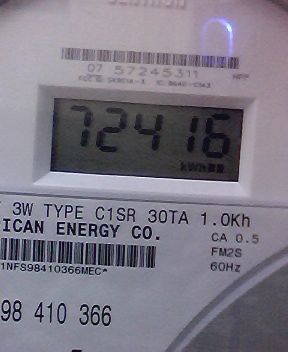 07 57245311
72416
kWh
3W TYPE C1SR 30TA 1.0Kh
ICAN ENERGY CO.
CA 0.5
FM2S
60Hz
1NFS98410366MEC*
98 410 366